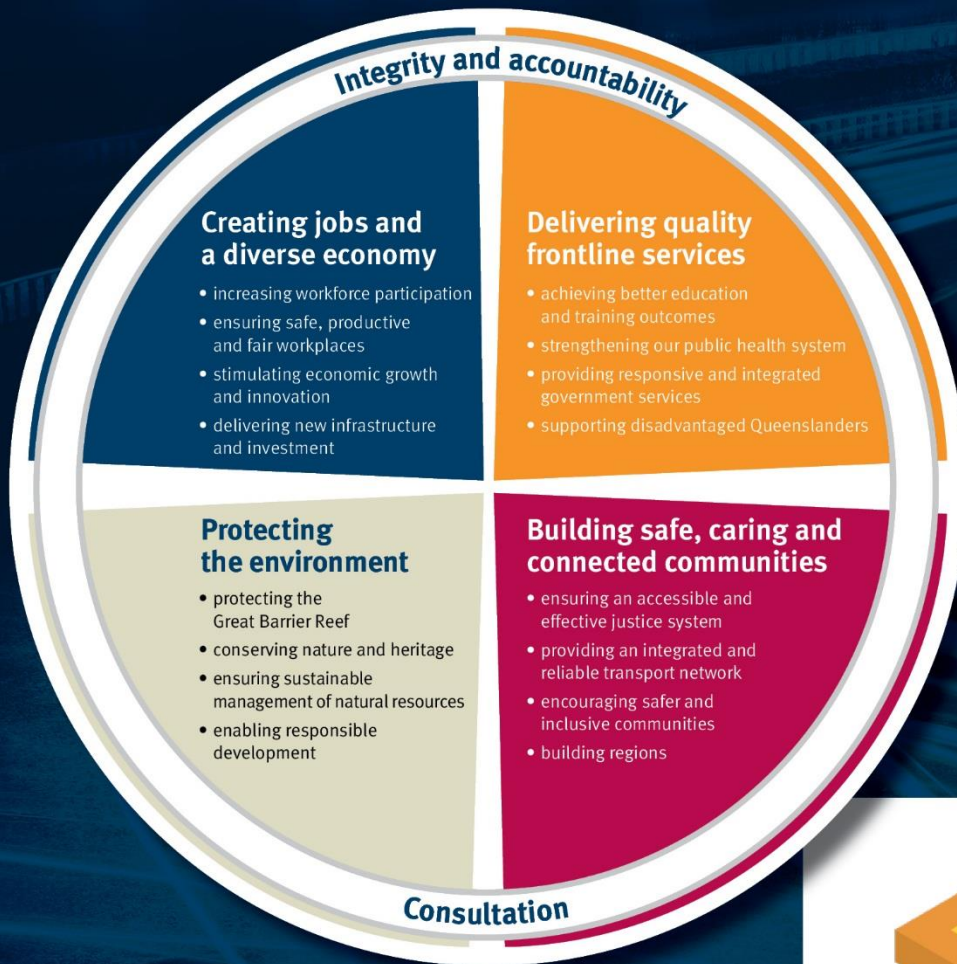 Integrity and accountability
Creating jobs and
a diverse economy
• increasing workforce participation
• ensuring safe, productive
and fair workplaces
• stimulating economic growth
and innovation
• delivering new infrastructure
and investment
Delivering quality
frontline services
• achieving better education
and training outcomes
• strengthening our public health system
• providing responsive and integrated
government services
• supporting disadvantaged Queenslanders
Protecting
the environment
• protecting the
Great Barrier Reef
• conserving nature and heritage
• ensuring sustainable
management of natural resources
• enabling responsible
development
Building safe, caring and
connected communities
• ensuring an accessible and
effective justice system
• providing an integrated and
reliable transport network
• encouraging safer and
inclusive communities
• building regions
Consultation